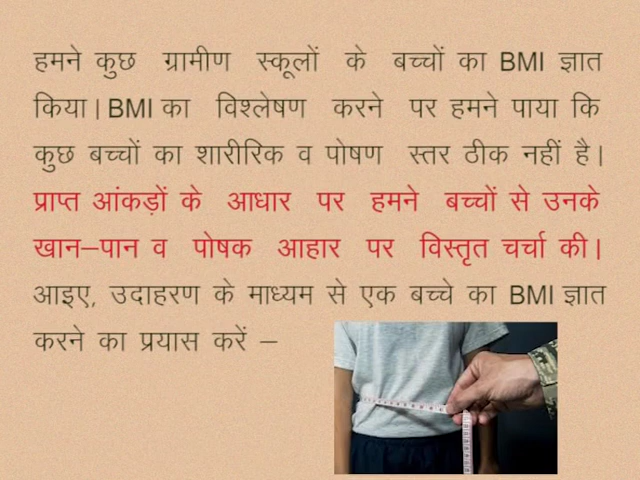 हमने कुछ ग्रामीण स्कूलों के बच्चों का BMI ज्ञात
किया। BMI का विश्लेषण करने पर हमने पाया कि
कुछ बच्चों का शारीरिक व पोषण स्तर ठीक नहीं है।
प्राप्त आंकड़ों के आधार पर हमने बच्चों से उनके
खान–पान व पोषक आहार पर विस्तृत चर्चा की।
आइए, उदाहरण के माध्यम से एक बच्चे का BMI ज्ञात
करने का प्रयास करें –